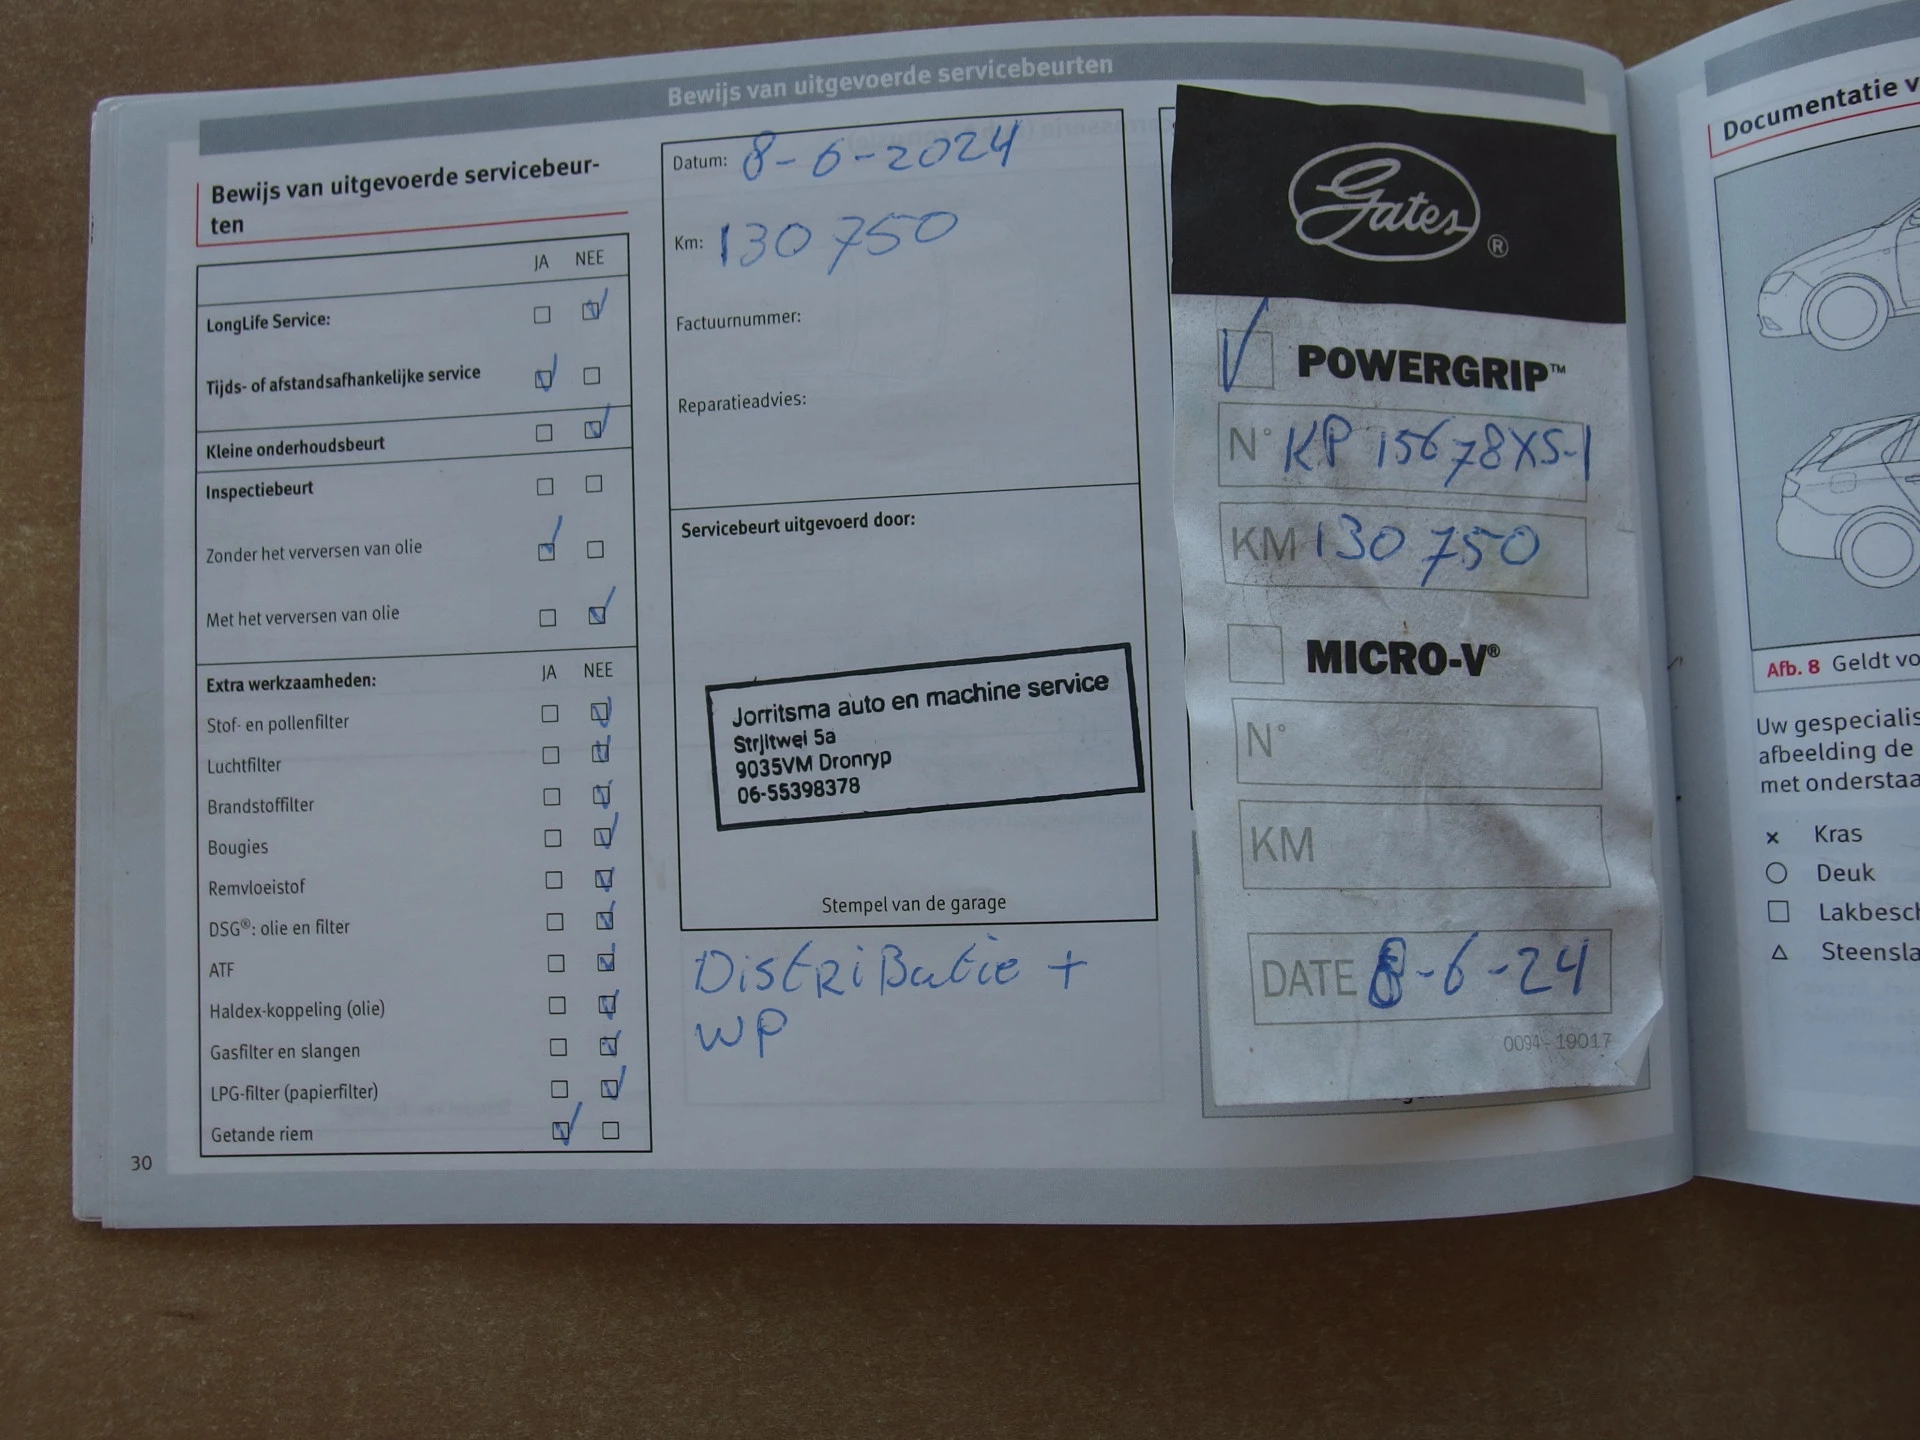 Bewijs van uitgevoerde servicebeurten
Bewijs van uitgevoerde servicebeur-
ten
JA NEE
LongLife Service:
Tijds- of afstandsafhankelijke service
Kleine onderhoudsbeurt
Inspectiebeurt
Zonder het verversen van olie
Met het verversen van olie
Extra werkzaamheden: JA NEE
Stof- en pollenfilter
Luchtfilter
Brandstoffilter
Bougies
Remvloeistof
DSG®: olie en filter
ATF
Haldex-koppeling (olie)
Gasfilter en slangen
LPG-filter (papierfilter)
Getande riem
30
Datum: 8-6-2024
Km: 130 750
Factuurnummer:
Reparatieadvies:
Servicebeurt uitgevoerd door:
Jorritsma auto en machine service
Strjitwei 5a
9035VM Dronryp
06-55398378
Stempel van de garage
Distributie +
WP
Gates ®
POWERGRIP™
N° KP 15678XS-1
KM 130 750
MICRO-V®
N°
KM
DATE 8-6-24
0094-19017
Documentatie v
Afb. 8 Geldt vo
Uw gespecialis
afbeelding de
met onderstaa
Kras
Deuk
Lakbesch
Steensla